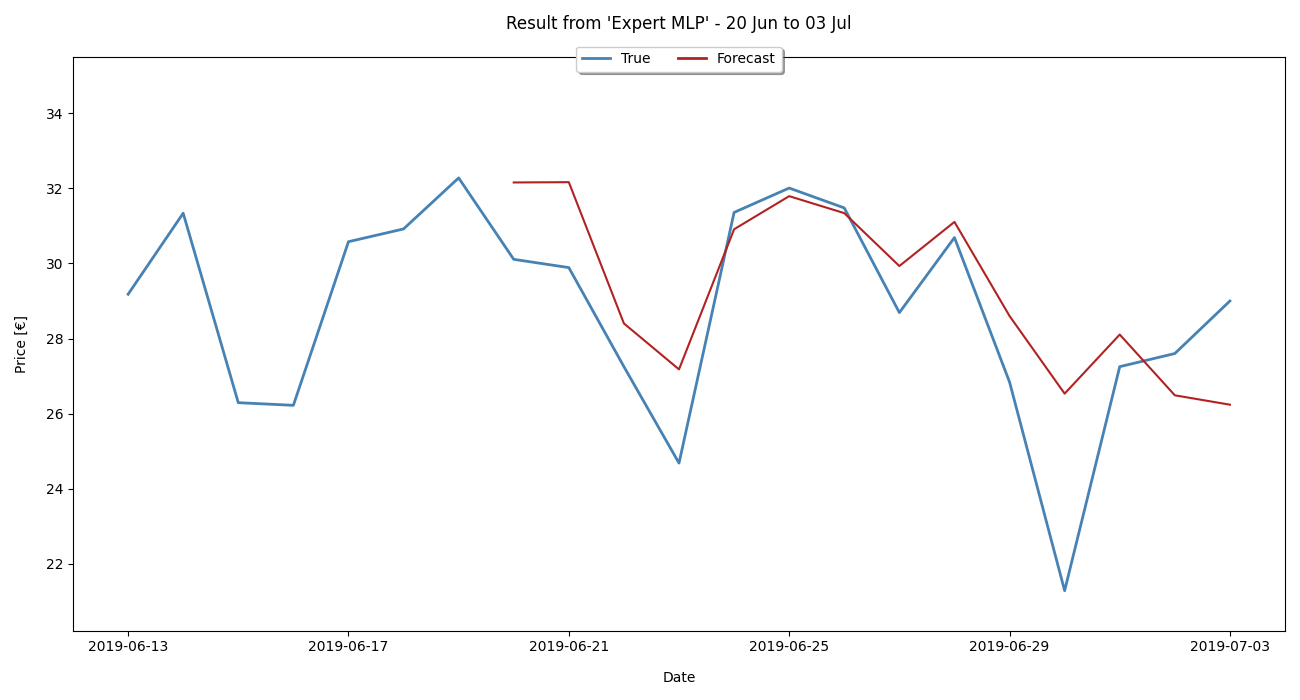 Result from 'Expert MLP' - 20 Jun to 03 Jul
True Forecast
34
32
30
28
26
24
22
Price [€]
2019-06-13 2019-06-17 2019-06-21 2019-06-25 2019-06-29 2019-07-03
Date